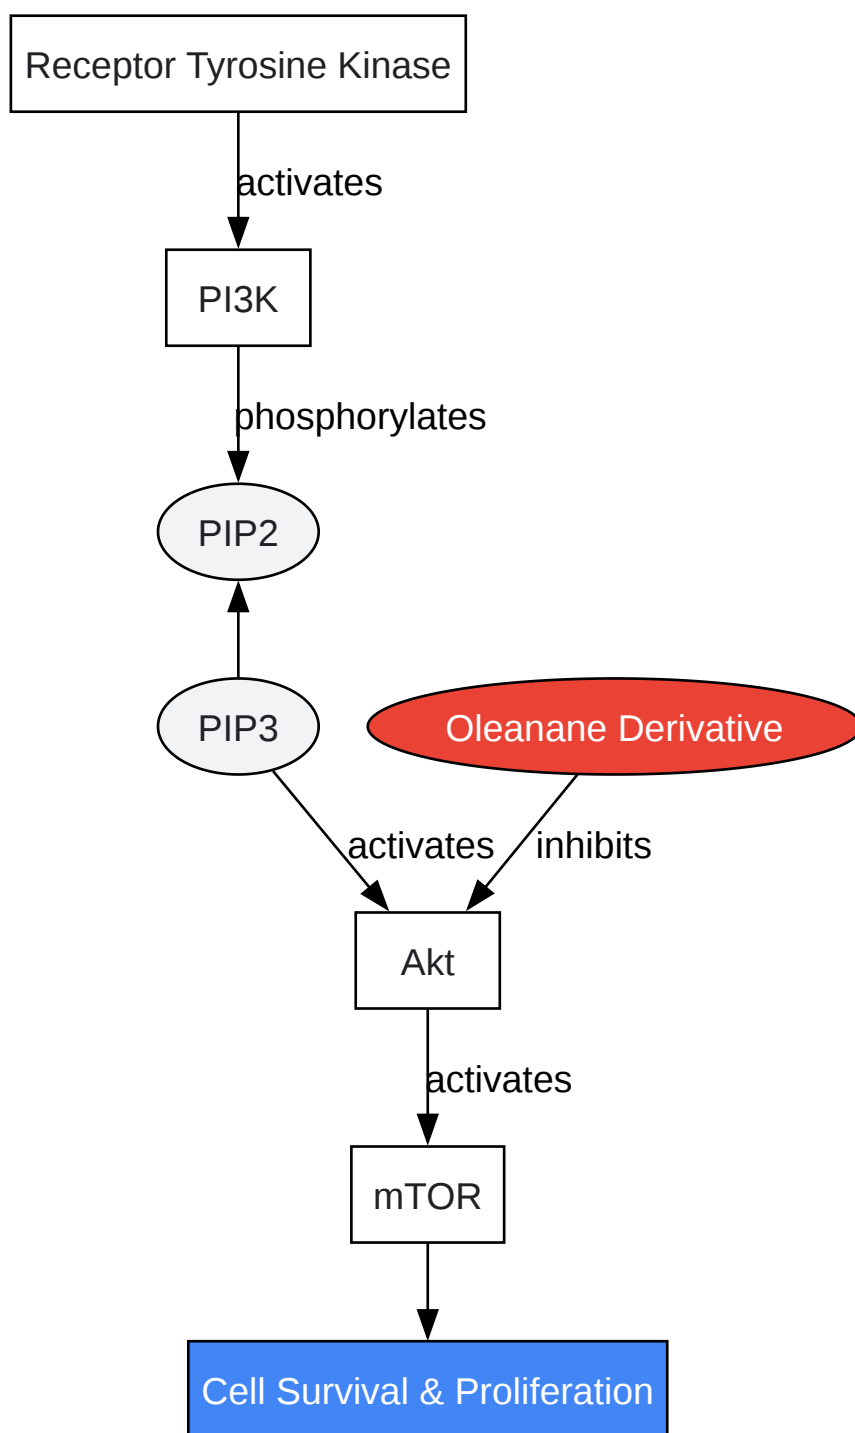 Receptor Tyrosine Kinase
activates
PI3K
phosphorylates
PIP2
PIP3
Oleanane Derivative
activates
inhibits
Akt
activates
mTOR
Cell Survival & Proliferation